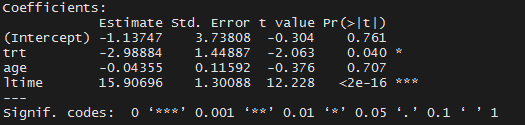 Coefficients:
            Estimate Std. Error t value Pr(>|t|)
(Intercept) -1.13747    3.73808  -0.304    0.761
trt         -2.98884    1.44887  -2.063    0.040 *
age         -0.04355    0.11592  -0.376    0.707
ltime       15.90696    1.30088  12.228   <2e-16 ***
---
Signif. codes:  0 ‘***’ 0.001 ‘**’ 0.01 ‘*’ 0.05 ‘.’ 0.1 ‘ ’ 1